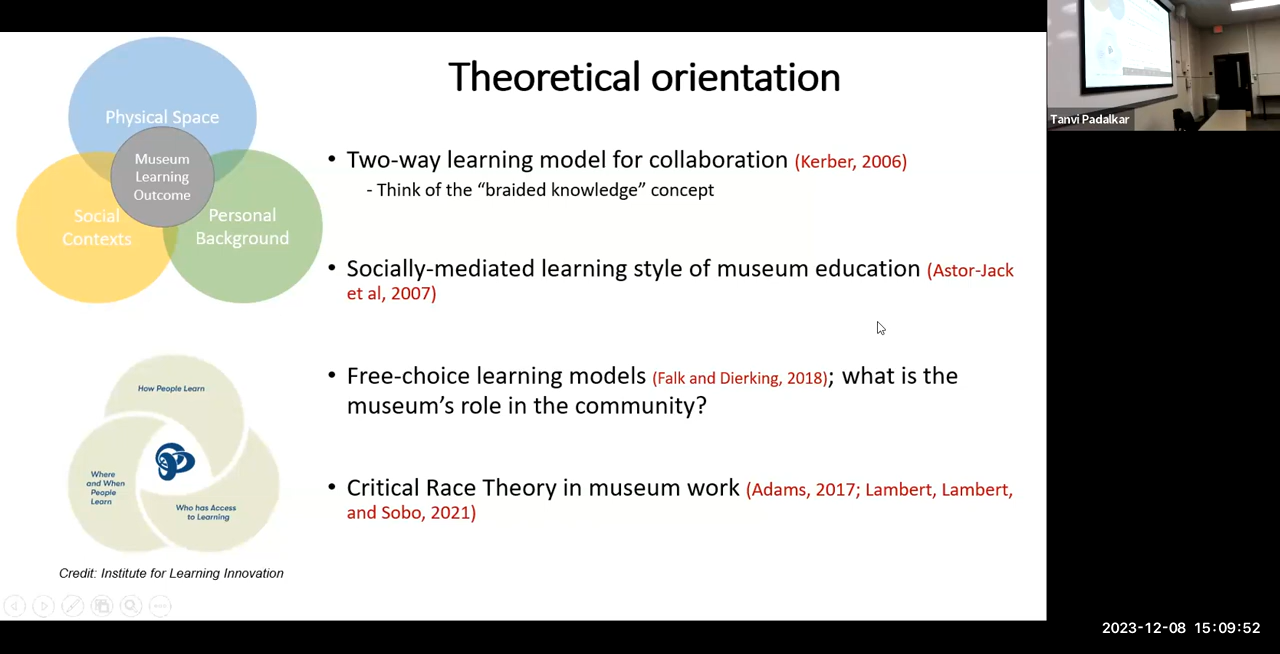 Theoretical orientation
Physical Space
Museum
Learning
Outcome
Social
Contexts
Personal
Background
• Two-way learning model for collaboration (Kerber, 2006)
- Think of the “braided knowledge” concept
• Socially-mediated learning style of museum education (Astor-Jack
et al, 2007)
• Free-choice learning models (Falk and Dierking, 2018); what is the
museum’s role in the community?
• Critical Race Theory in museum work (Adams, 2017; Lambert, Lambert,
and Sobo, 2021)
How People Learn
Where
and When
People
Learn
Who has Access
to Learning
Credit: Institute for Learning Innovation
Tanvi Padalkar
2023-12-08 15:09:52